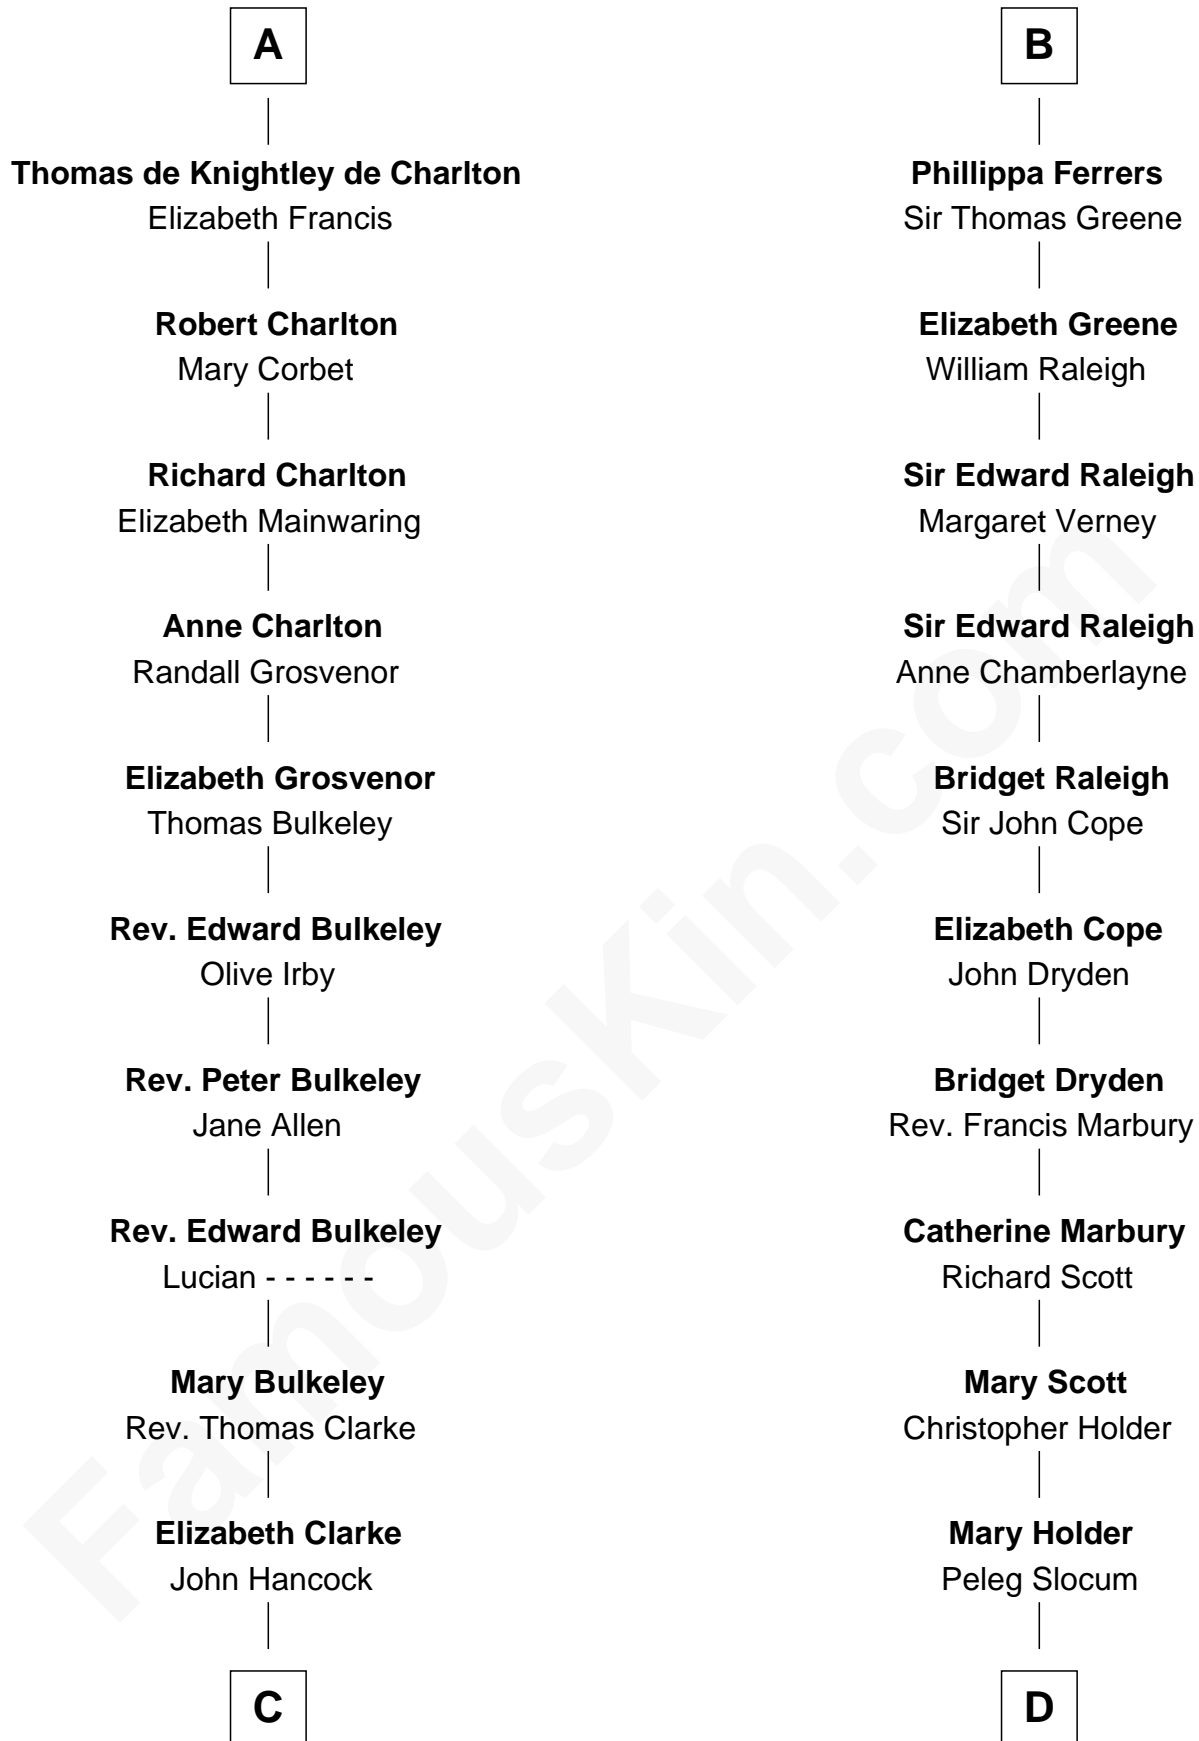 A
Thomas de Knightley de Charlton
Elizabeth Francis
Robert Charlton
Mary Corbet
Richard Charlton
Elizabeth Mainwaring
Anne Charlton
Randall Grosvenor
Elizabeth Grosvenor
Thomas Bulkeley
Rev. Edward Bulkeley
Olive Irby
Rev. Peter Bulkeley
Jane Allen
Rev. Edward Bulkeley
Lucian - - - - - -
Mary Bulkeley
Rev. Thomas Clarke
Elizabeth Clarke
John Hancock
C
B
Phillippa Ferrers
Sir Thomas Greene
Elizabeth Greene
William Raleigh
Sir Edward Raleigh
Margaret Verney
Sir Edward Raleigh
Anne Chamberlayne
Bridget Raleigh
Sir John Cope
Elizabeth Cope
John Dryden
Bridget Dryden
Rev. Francis Marbury
Catherine Marbury
Richard Scott
Mary Scott
Christopher Holder
Mary Holder
Peleg Slocum
D
FamousKin.com